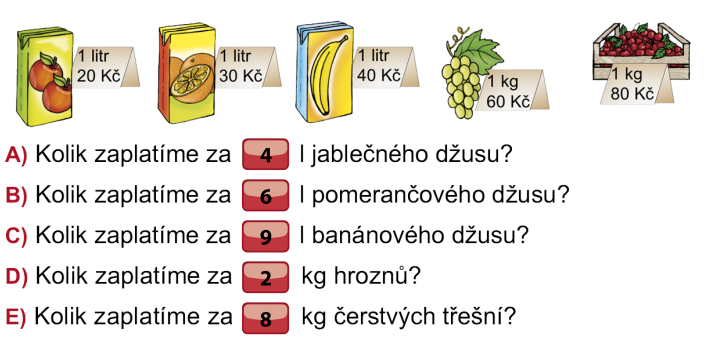 1 litr
20 Kč
1 litr
30 Kč
1 litr
40 Kč
1 kg
60 Kč
1 kg
80 Kč
A) Kolik zaplatíme za 4 l jablečného džusu?
B) Kolik zaplatíme za 6 l pomerančového džusu?
C) Kolik zaplatíme za 9 l banánového džusu?
D) Kolik zaplatíme za 2 kg hroznů?
E) Kolik zaplatíme za 8 kg čerstvých třešní?